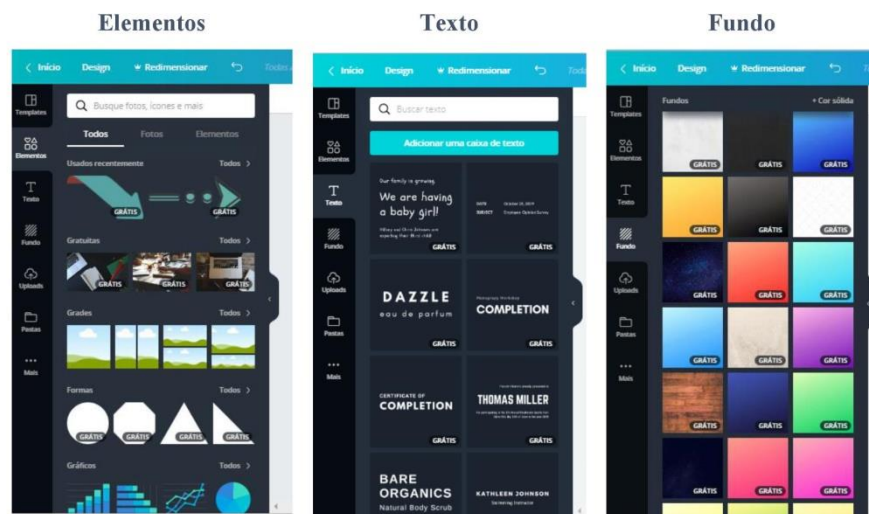 Elementos
Texto
Fundo
Início Design Redimensionar
Templates
Elementos
Texto
Fundo
Uploads
Pastas
Mais
Busque fotos, ícones e mais
Todos Fotos Elementos
Usados recentemente Todos
GRÁTIS GRÁTIS
Gratuitas Todos
GRÁTIS GRÁTIS GRÁTIS
Grades Todos
Formas Todos
GRÁTIS GRÁTIS GRÁTIS GRÁTIS
Gráficos Todos
Início Design Redimensionar
Templates
Elementos
Texto
Fundo
Uploads
Pastas
Mais
Buscar texto
Adicionar uma caixa de texto
Our family is growing
We are having
a baby girl!
GRÁTIS
DATE October 20, 2019
SUBJECT
GRÁTIS
DAZZLE
eau de parfum
GRÁTIS
COMPLETION
GRÁTIS
CERTIFICATE OF
COMPLETION
GRÁTIS
THOMAS MILLER
GRÁTIS
BARE
ORGANICS
Natural Body Scrub
KATHLEEN JOHNSON
Início Design Redimensionar
Templates
Elementos
Texto
Fundo
Uploads
Pastas
Mais
Fundos + Cor sólida
GRÁTIS GRÁTIS GRÁTIS
GRÁTIS GRÁTIS GRÁTIS
GRÁTIS GRÁTIS GRÁTIS
GRÁTIS GRÁTIS GRÁTIS
GRÁTIS GRÁTIS GRÁTIS
GRÁTIS GRÁTIS GRÁTIS